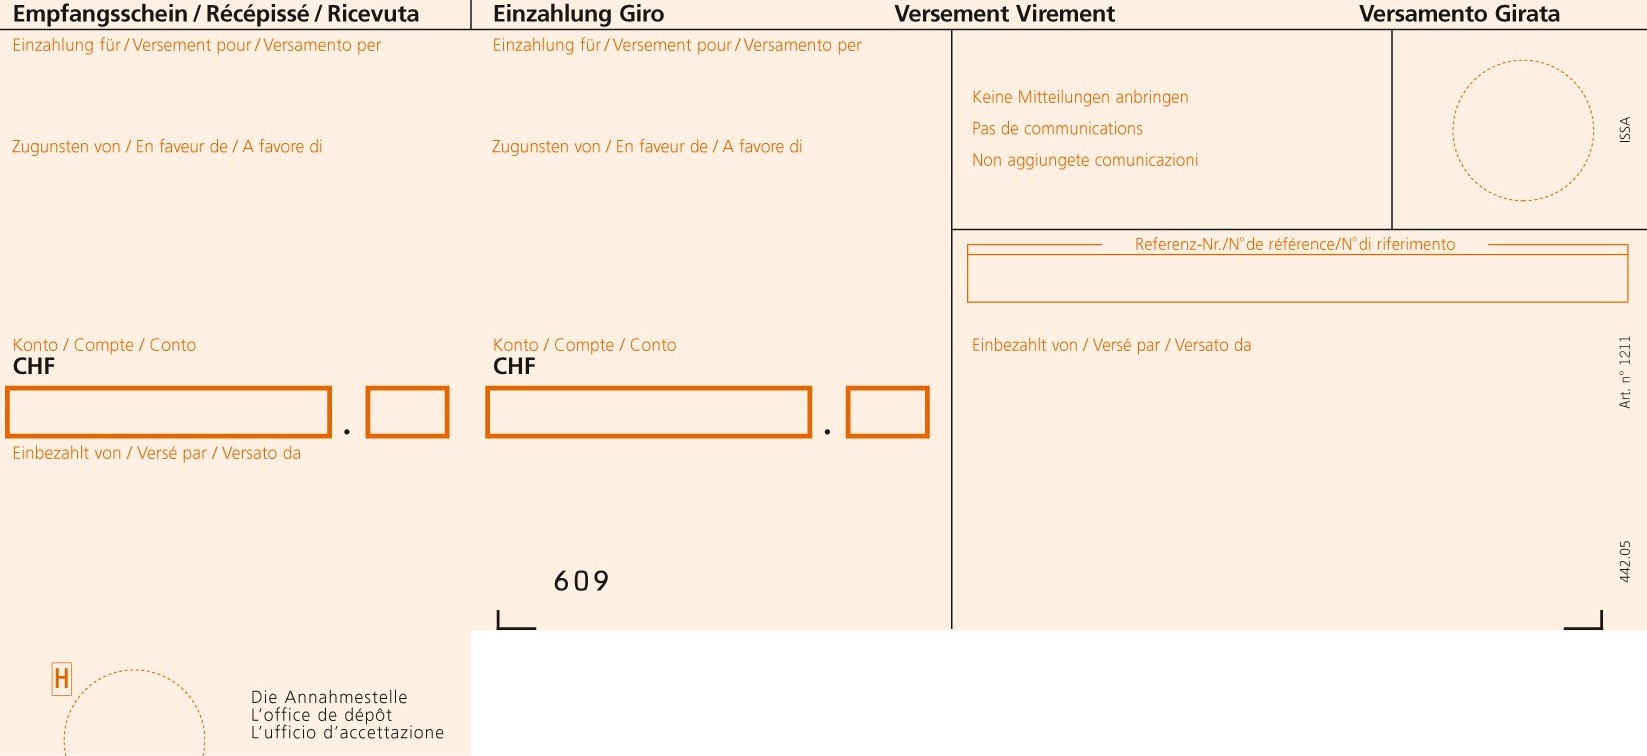 Empfangsschein / Récépissé / Ricevuta
Einzahlung für / Versement pour / Versamento per
Zugunsten von / En faveur de / A favore di
Konto / Compte / Conto
CHF
.
Einbezahlt von / Versé par / Versato da
H
Die Annahmestelle
L'office de dépôt
L'ufficio d'accettazione
Einzahlung Giro
Versement Virement
Versamento Girata
Einzahlung für / Versement pour / Versamento per
Zugunsten von / En faveur de / A favore di
Konto / Compte / Conto
CHF
.
609
Keine Mitteilungen anbringen
Pas de communications
Non aggiungete comunicazioni
ISSA
Referenz-Nr./N° de référence/N° di riferimento
Einbezahlt von / Versé par / Versato da
Art. n° 1211
442.05